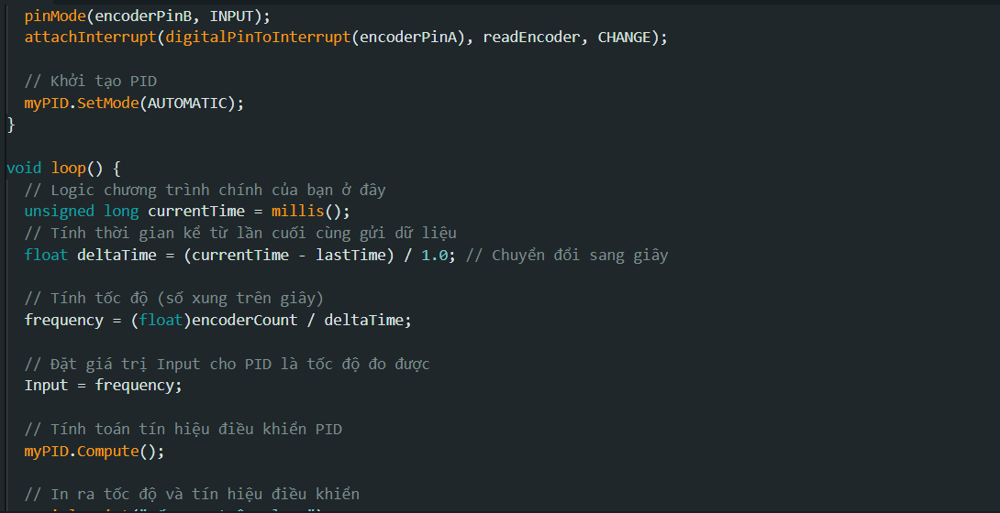 pinMode(encoderPinB, INPUT);
attachInterrupt(digitalPinToInterrupt(encoderPinA), readEncoder, CHANGE);
// Khởi tạo PID
myPID.SetMode(AUTOMATIC);
}
void loop() {
// Logic chương trình chính của bạn ở đây
unsigned long currentTime = millis();
// Tính thời gian kể từ lần cuối cùng gửi dữ liệu
float deltaTime = (currentTime - lastTime) / 1.0; // Chuyển đổi sang giây
// Tính tốc độ (số xung trên giây)
frequency = (float)encoderCount / deltaTime;
// Đặt giá trị Input cho PID là tốc độ đo được
Input = frequency;
// Tính toán tín hiệu điều khiển PID
myPID.Compute();
// In ra tốc độ và tín hiệu điều khiển